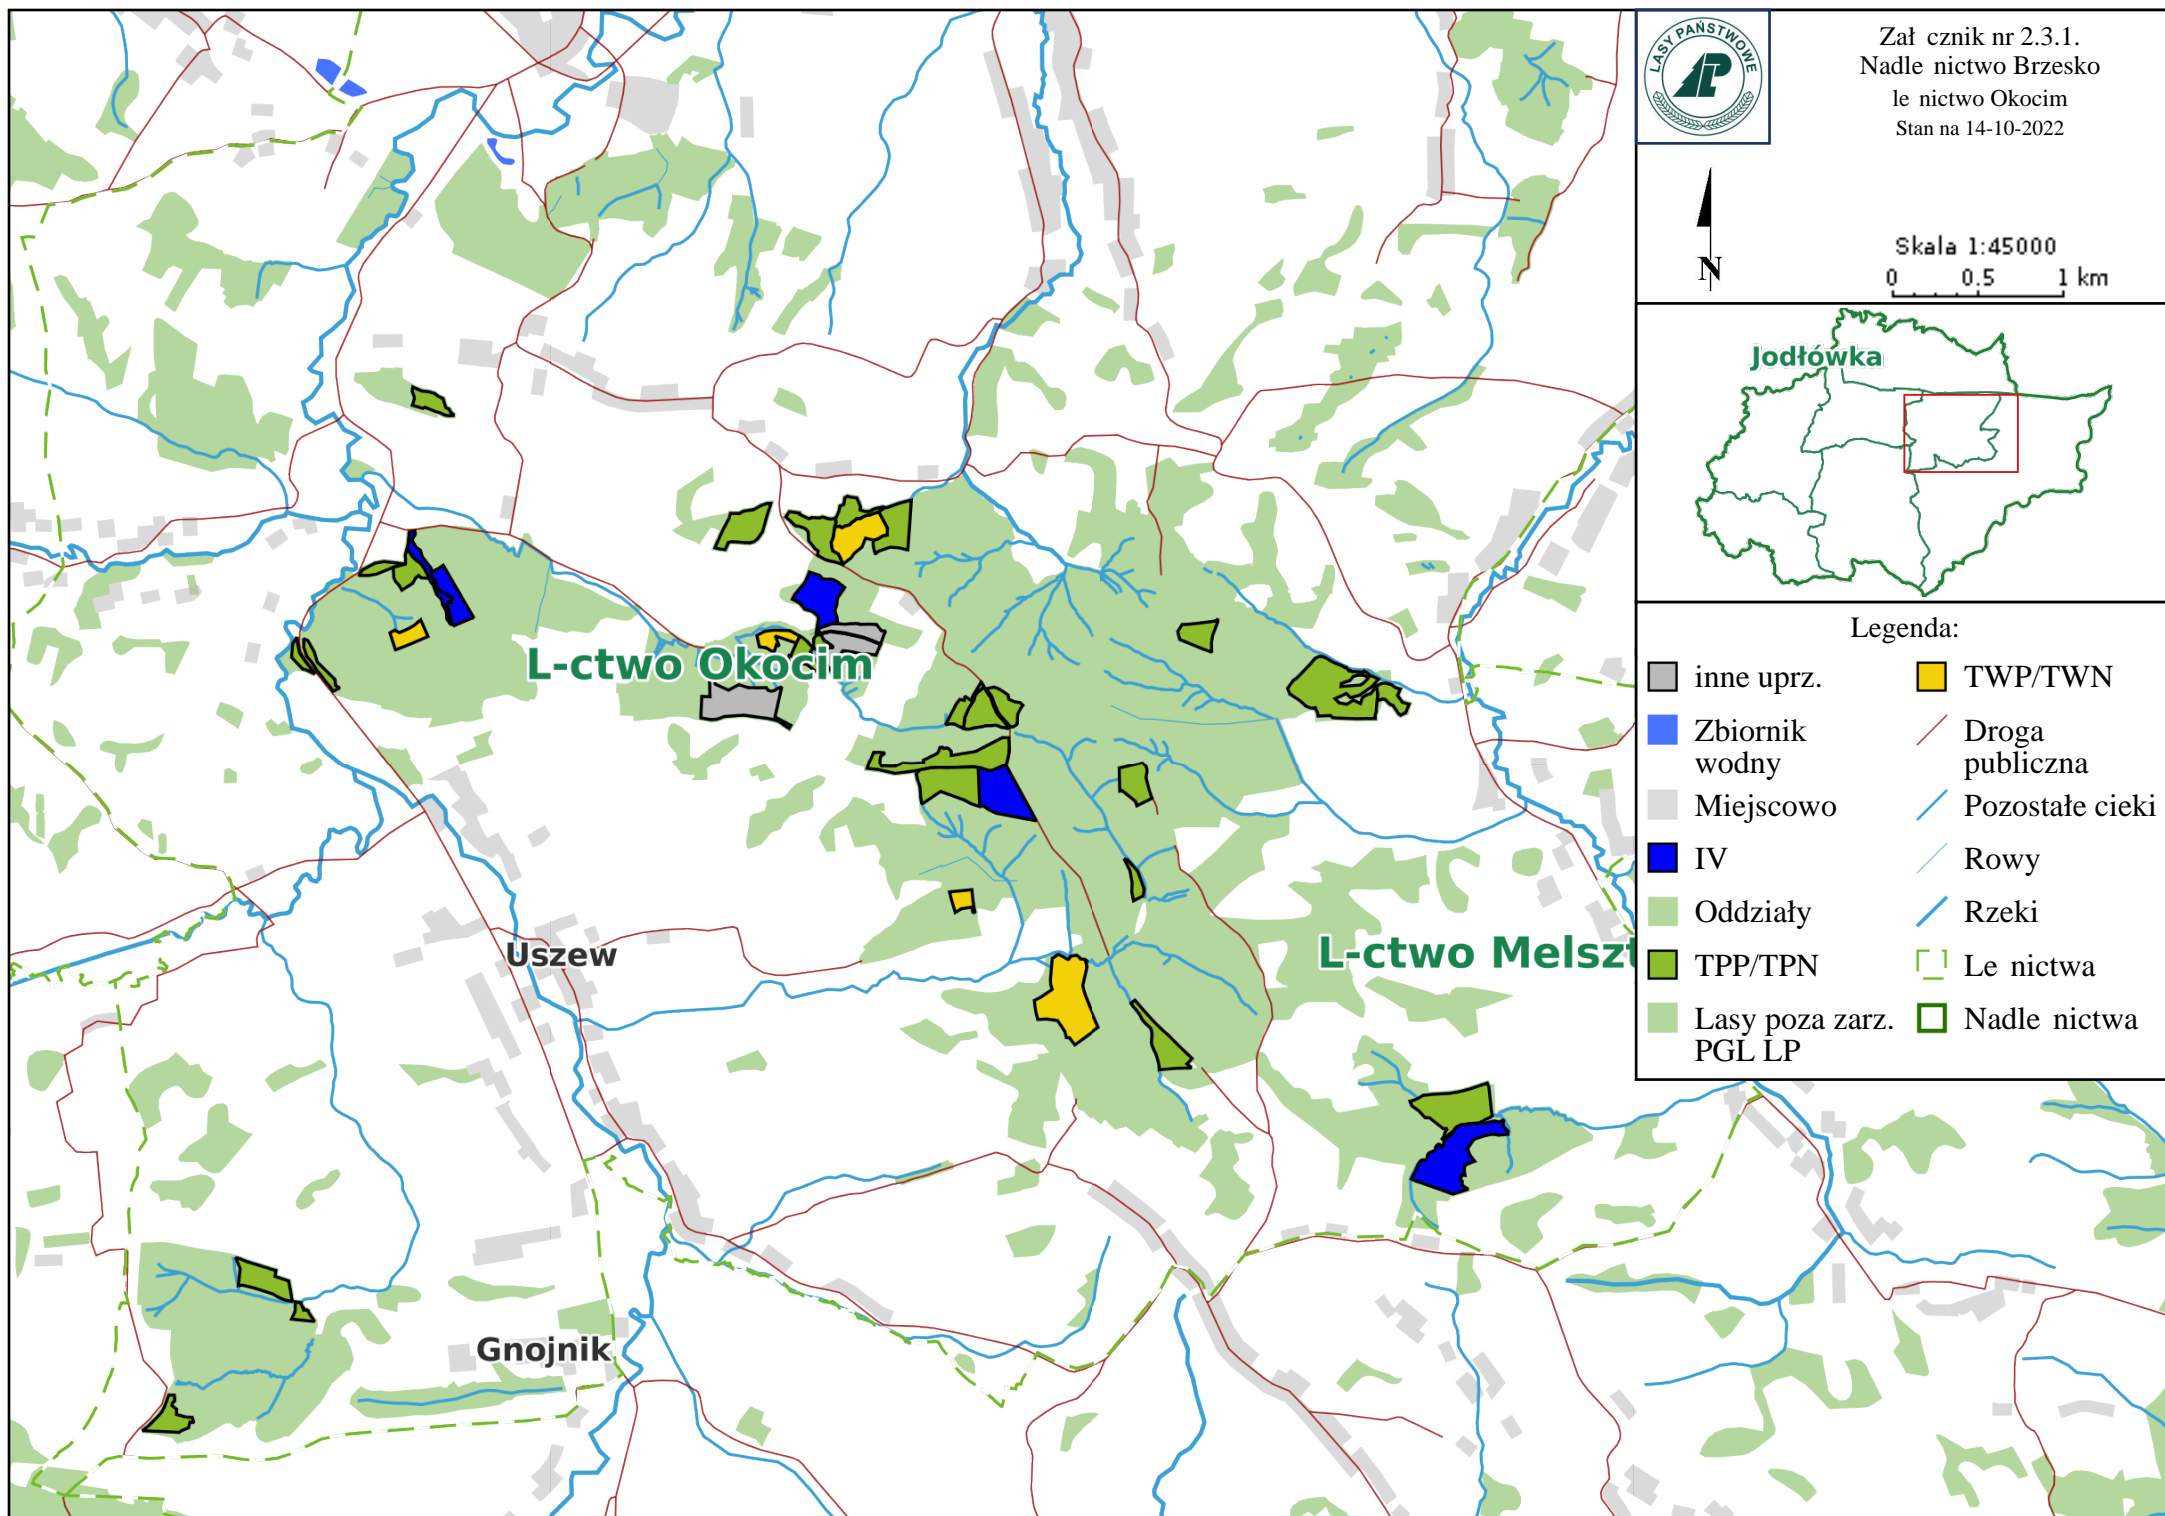 LASY PAŃSTWOWE
Zał cznik nr 2.3.1.
Nadle nictwo Brzesko
le nictwo Okocim
Stan na 14-10-2022
N
Skala 1:45000
0 0.5 1 km
Jodłówka
Legenda:
inne uprz.
TWP/TWN
Zbiornik
wodny
Droga
publiczna
Miejscowo
Pozostałe cieki
IV
Rowy
Oddziały
Rzeki
TPP/TPN
Le nictwa
Lasy poza zarz.
PGL LP
Nadle nictwa
L-ctwo Okocim
L-ctwo Melszt
Uszew
Gnojnik